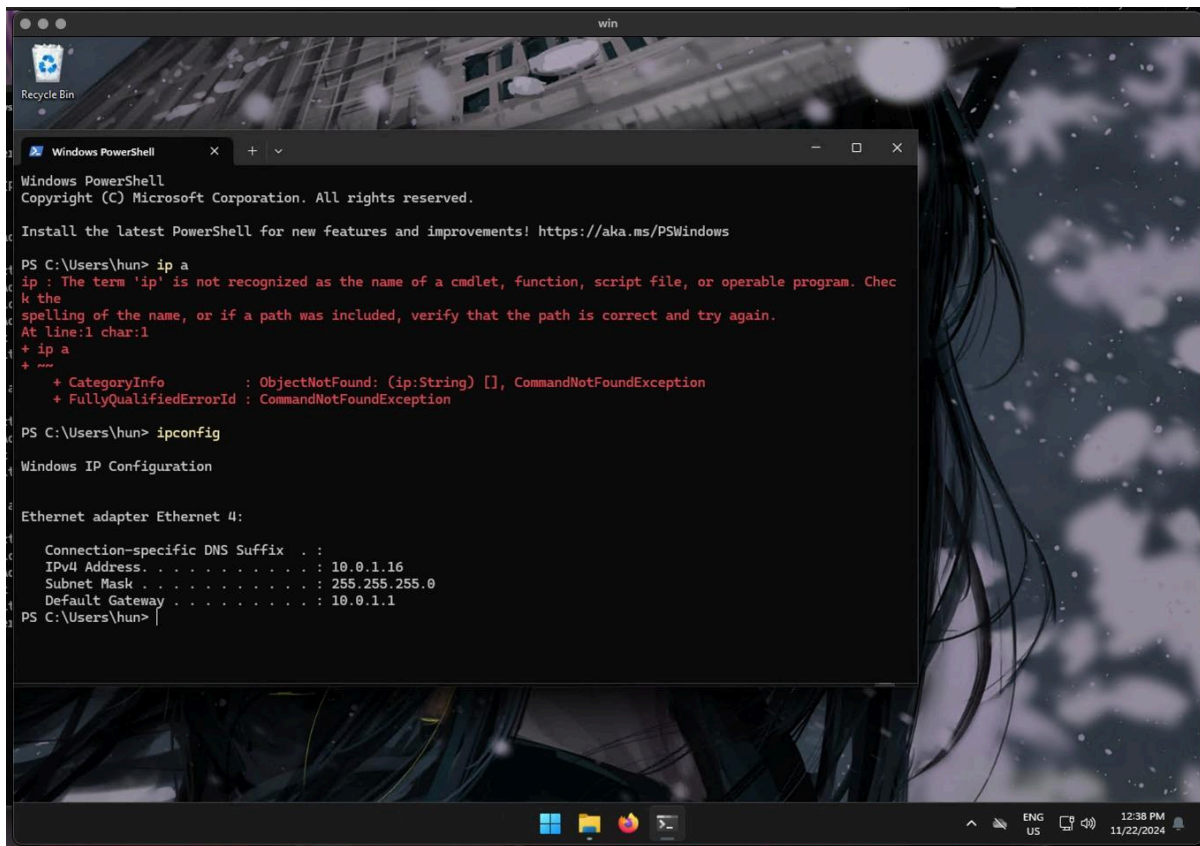 win
Recycle Bin
Windows PowerShell
Windows PowerShell
Copyright (C) Microsoft Corporation. All rights reserved.
Install the latest PowerShell for new features and improvements! https://aka.ms/PSWindows
PS C:\Users\hun> ip a
ip : The term 'ip' is not recognized as the name of a cmdlet, function, script file, or operable program. Chec
k the
spelling of the name, or if a path was included, verify that the path is correct and try again.
At line:1 char:1
+ ip a
+ ~~
    + CategoryInfo          : ObjectNotFound: (ip:String) [], CommandNotFoundException
    + FullyQualifiedErrorId : CommandNotFoundException
PS C:\Users\hun> ipconfig
Windows IP Configuration
Ethernet adapter Ethernet 4:
   Connection-specific DNS Suffix  . :
   IPv4 Address. . . . . . . . . . . : 10.0.1.16
   Subnet Mask . . . . . . . . . . . : 255.255.255.0
   Default Gateway . . . . . . . . . : 10.0.1.1
PS C:\Users\hun>
ENG
US
12:38 PM
11/22/2024